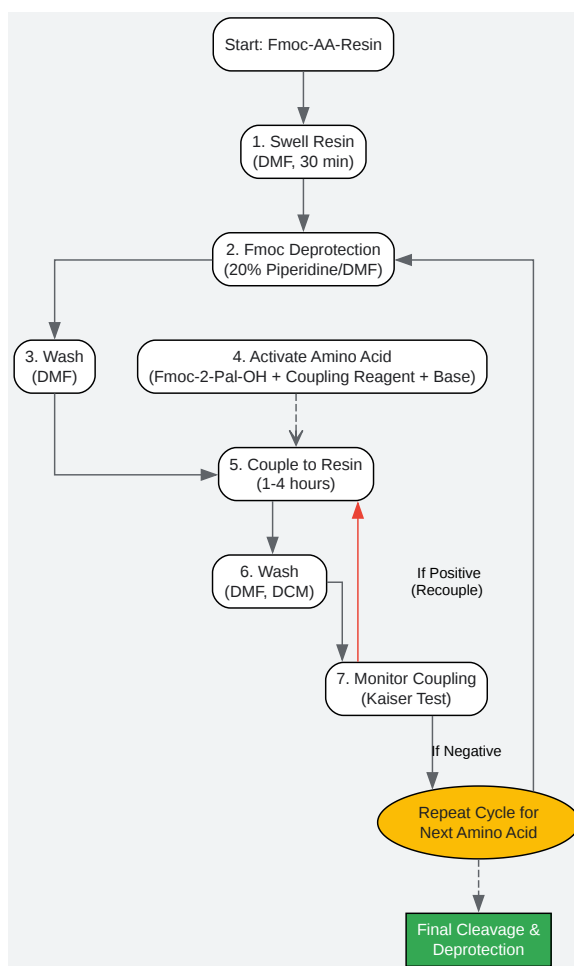 Start: Fmoc-AA-Resin
1. Swell Resin
(DMF, 30 min)
2. Fmoc Deprotection
(20% Piperidine/DMF)
3. Wash
(DMF)
4. Activate Amino Acid
(Fmoc-2-Pal-OH + Coupling Reagent + Base)
5. Couple to Resin
(1-4 hours)
6. Wash
(DMF, DCM)
If Positive
(Recouple)
7. Monitor Coupling
(Kaiser Test)
If Negative
Repeat Cycle for
Next Amino Acid
Final Cleavage &
Deprotection